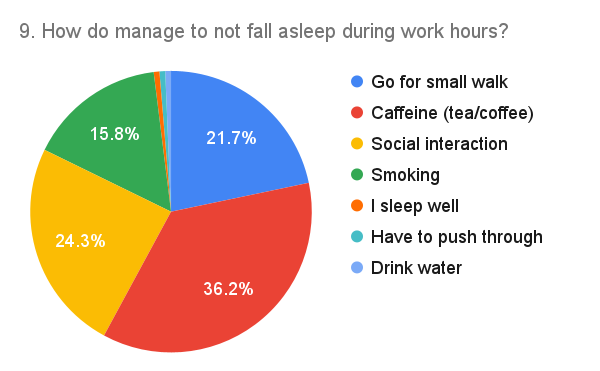 9. How do manage to not fall asleep during work hours?
21.7%
36.2%
24.3%
15.8%
Go for small walk
Caffeine (tea/coffee)
Social interaction
Smoking
I sleep well
Have to push through
Drink water